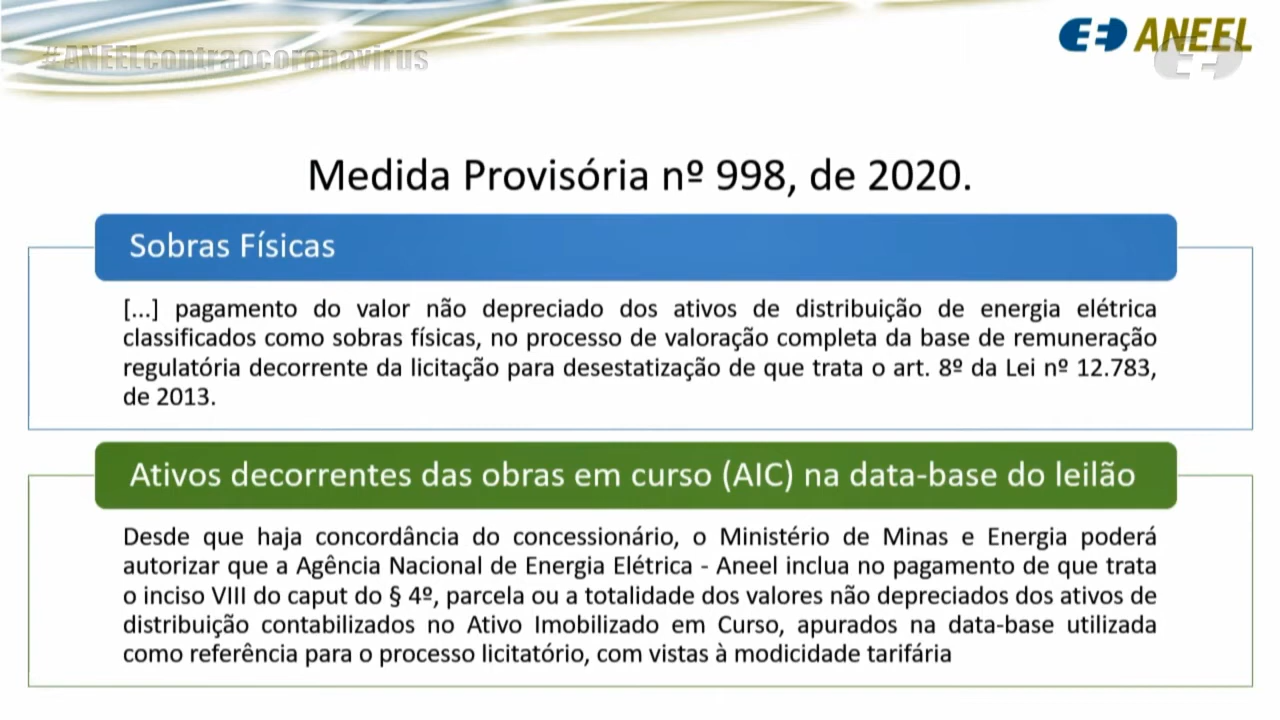 #ANEELcontraocoronavirus
ANEEL
Medida Provisória nº 998, de 2020.
Sobras Físicas
[...] pagamento do valor não depreciado dos ativos de distribuição de energia elétrica
classificados como sobras físicas, no processo de valoração completa da base de remuneração
regulatória decorrente da licitação para desestatização de que trata o art. 8º da Lei nº 12.783,
de 2013.
Ativos decorrentes das obras em curso (AIC) na data-base do leilão
Desde que haja concordância do concessionário, o Ministério de Minas e Energia poderá
autorizar que a Agência Nacional de Energia Elétrica - Aneel inclua no pagamento de que trata
o inciso VIII do caput do § 4º, parcela ou a totalidade dos valores não depreciados dos ativos de
distribuição contabilizados no Ativo Imobilizado em Curso, apurados na data-base utilizada
como referência para o processo licitatório, com vistas à modicidade tarifária